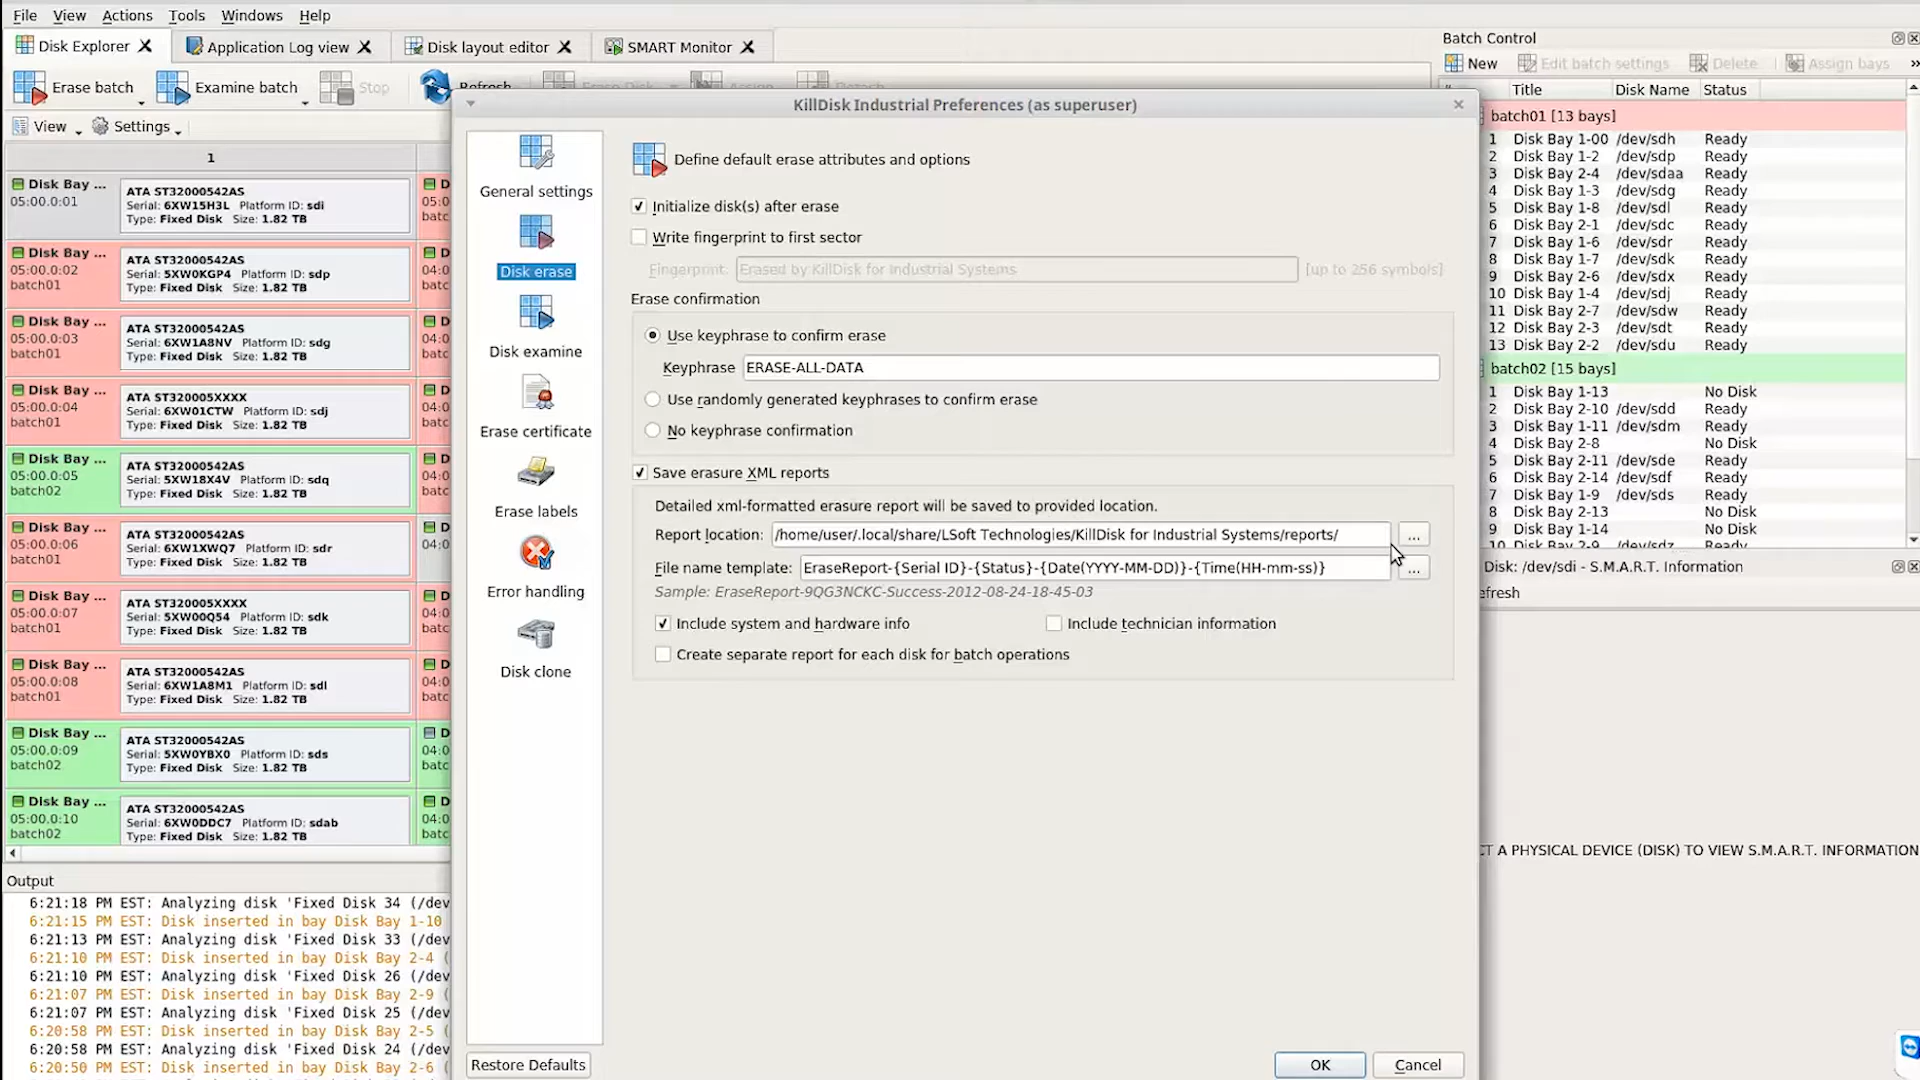 File View Actions Tools Windows Help
Disk Explorer Application Log view Disk layout editor SMART Monitor
Erase batch Examine batch Stop Refresh Erase Disk Assign Detach
View Settings
1
Disk Bay ...
05:00.0:01
ATA ST32000542AS
Serial: 6XW15H3L Platform ID: sdi
Type: Fixed Disk Size: 1.82 TB
Disk Bay ...
05:00.0:02
batch01
ATA ST32000542AS
Serial: 5XW0KGP4 Platform ID: sdp
Type: Fixed Disk Size: 1.82 TB
Disk Bay ...
05:00.0:03
batch01
ATA ST32000542AS
Serial: 6XW1A8NV Platform ID: sdg
Type: Fixed Disk Size: 1.82 TB
Disk Bay ...
05:00.0:04
batch01
ATA ST320005XXXX
Serial: 6XW01CTW Platform ID: sdj
Type: Fixed Disk Size: 1.82 TB
Disk Bay ...
05:00.0:05
batch02
ATA ST32000542AS
Serial: 5XW18X4V Platform ID: sdq
Type: Fixed Disk Size: 1.82 TB
Disk Bay ...
05:00.0:06
batch01
ATA ST32000542AS
Serial: 6XW1XWQ7 Platform ID: sdr
Type: Fixed Disk Size: 1.82 TB
Disk Bay ...
05:00.0:07
batch01
ATA ST320005XXXX
Serial: 5XW00Q54 Platform ID: sdk
Type: Fixed Disk Size: 1.82 TB
Disk Bay ...
05:00.0:08
batch01
ATA ST32000542AS
Serial: 6XW1A8M1 Platform ID: sdl
Type: Fixed Disk Size: 1.82 TB
Disk Bay ...
05:00.0:09
batch02
ATA ST32000542AS
Serial: 5XW0YBX0 Platform ID: sds
Type: Fixed Disk Size: 1.82 TB
Disk Bay ...
05:00.0:10
batch02
ATA ST32000542AS
Serial: 6XW0DDC7 Platform ID: sdab
Type: Fixed Disk Size: 1.82 TB
Output
6:21:18 PM EST: Analyzing disk 'Fixed Disk 34 (/dev
6:21:15 PM EST: Disk inserted in bay Disk Bay 1-10
6:21:13 PM EST: Analyzing disk 'Fixed Disk 33 (/dev
6:21:10 PM EST: Disk inserted in bay Disk Bay 2-4 (
6:21:10 PM EST: Analyzing disk 'Fixed Disk 26 (/dev
6:21:07 PM EST: Disk inserted in bay Disk Bay 2-9 (
6:21:07 PM EST: Analyzing disk 'Fixed Disk 25 (/dev
6:20:58 PM EST: Disk inserted in bay Disk Bay 2-5 (
6:20:58 PM EST: Analyzing disk 'Fixed Disk 24 (/dev
6:20:50 PM EST: Disk inserted in bay Disk Bay 2-6 (
KillDisk Industrial Preferences (as superuser)
General settings
Disk erase
Disk examine
Erase certificate
Erase labels
Error handling
Disk clone
Define default erase attributes and options
Initialize disk(s) after erase
Write fingerprint to first sector
Fingerprint: Erased by KillDisk for Industrial Systems [up to 256 symbols]
Erase confirmation
Use keyphrase to confirm erase
Keyphrase ERASE-ALL-DATA
Use randomly generated keyphrases to confirm erase
No keyphrase confirmation
Save erasure XML reports
Detailed xml-formatted erasure report will be saved to provided location.
Report location: /home/user/.local/share/LSoft Technologies/KillDisk for Industrial Systems/reports/ ...
File name template: EraseReport-{Serial ID}-{Status}-{Date(YYYY-MM-DD)}-{Time(HH-mm-ss)} ...
Sample: EraseReport-9QG3NCKC-Success-2012-08-24-18-45-03
Include system and hardware info Include technician information
Create separate report for each disk for batch operations
Restore Defaults OK Cancel
Batch Control
New Edit batch settings Delete Assign bays »
Title Disk Name Status
batch01 [13 bays]
1 Disk Bay 1-00 /dev/sdh Ready
2 Disk Bay 1-2 /dev/sdp Ready
3 Disk Bay 2-4 /dev/sdaa Ready
4 Disk Bay 1-3 /dev/sdg Ready
5 Disk Bay 1-8 /dev/sdl Ready
6 Disk Bay 2-1 /dev/sdc Ready
7 Disk Bay 1-6 /dev/sdr Ready
8 Disk Bay 1-7 /dev/sdk Ready
9 Disk Bay 2-6 /dev/sdx Ready
10 Disk Bay 1-4 /dev/sdj Ready
11 Disk Bay 2-7 /dev/sdw Ready
12 Disk Bay 2-3 /dev/sdt Ready
13 Disk Bay 2-2 /dev/sdu Ready
batch02 [15 bays]
1 Disk Bay 1-13 No Disk
2 Disk Bay 2-10 /dev/sdd Ready
3 Disk Bay 1-11 /dev/sdm Ready
4 Disk Bay 2-8 No Disk
5 Disk Bay 2-11 /dev/sde Ready
6 Disk Bay 2-14 /dev/sdf Ready
7 Disk Bay 1-9 /dev/sds Ready
8 Disk Bay 2-13 No Disk
9 Disk Bay 1-14 No Disk
10 Disk Bay 2-9 /dev/sdz Ready
Disk: /dev/sdi - S.M.A.R.T. Information
efresh
CT A PHYSICAL DEVICE (DISK) TO VIEW S.M.A.R.T. INFORMATION